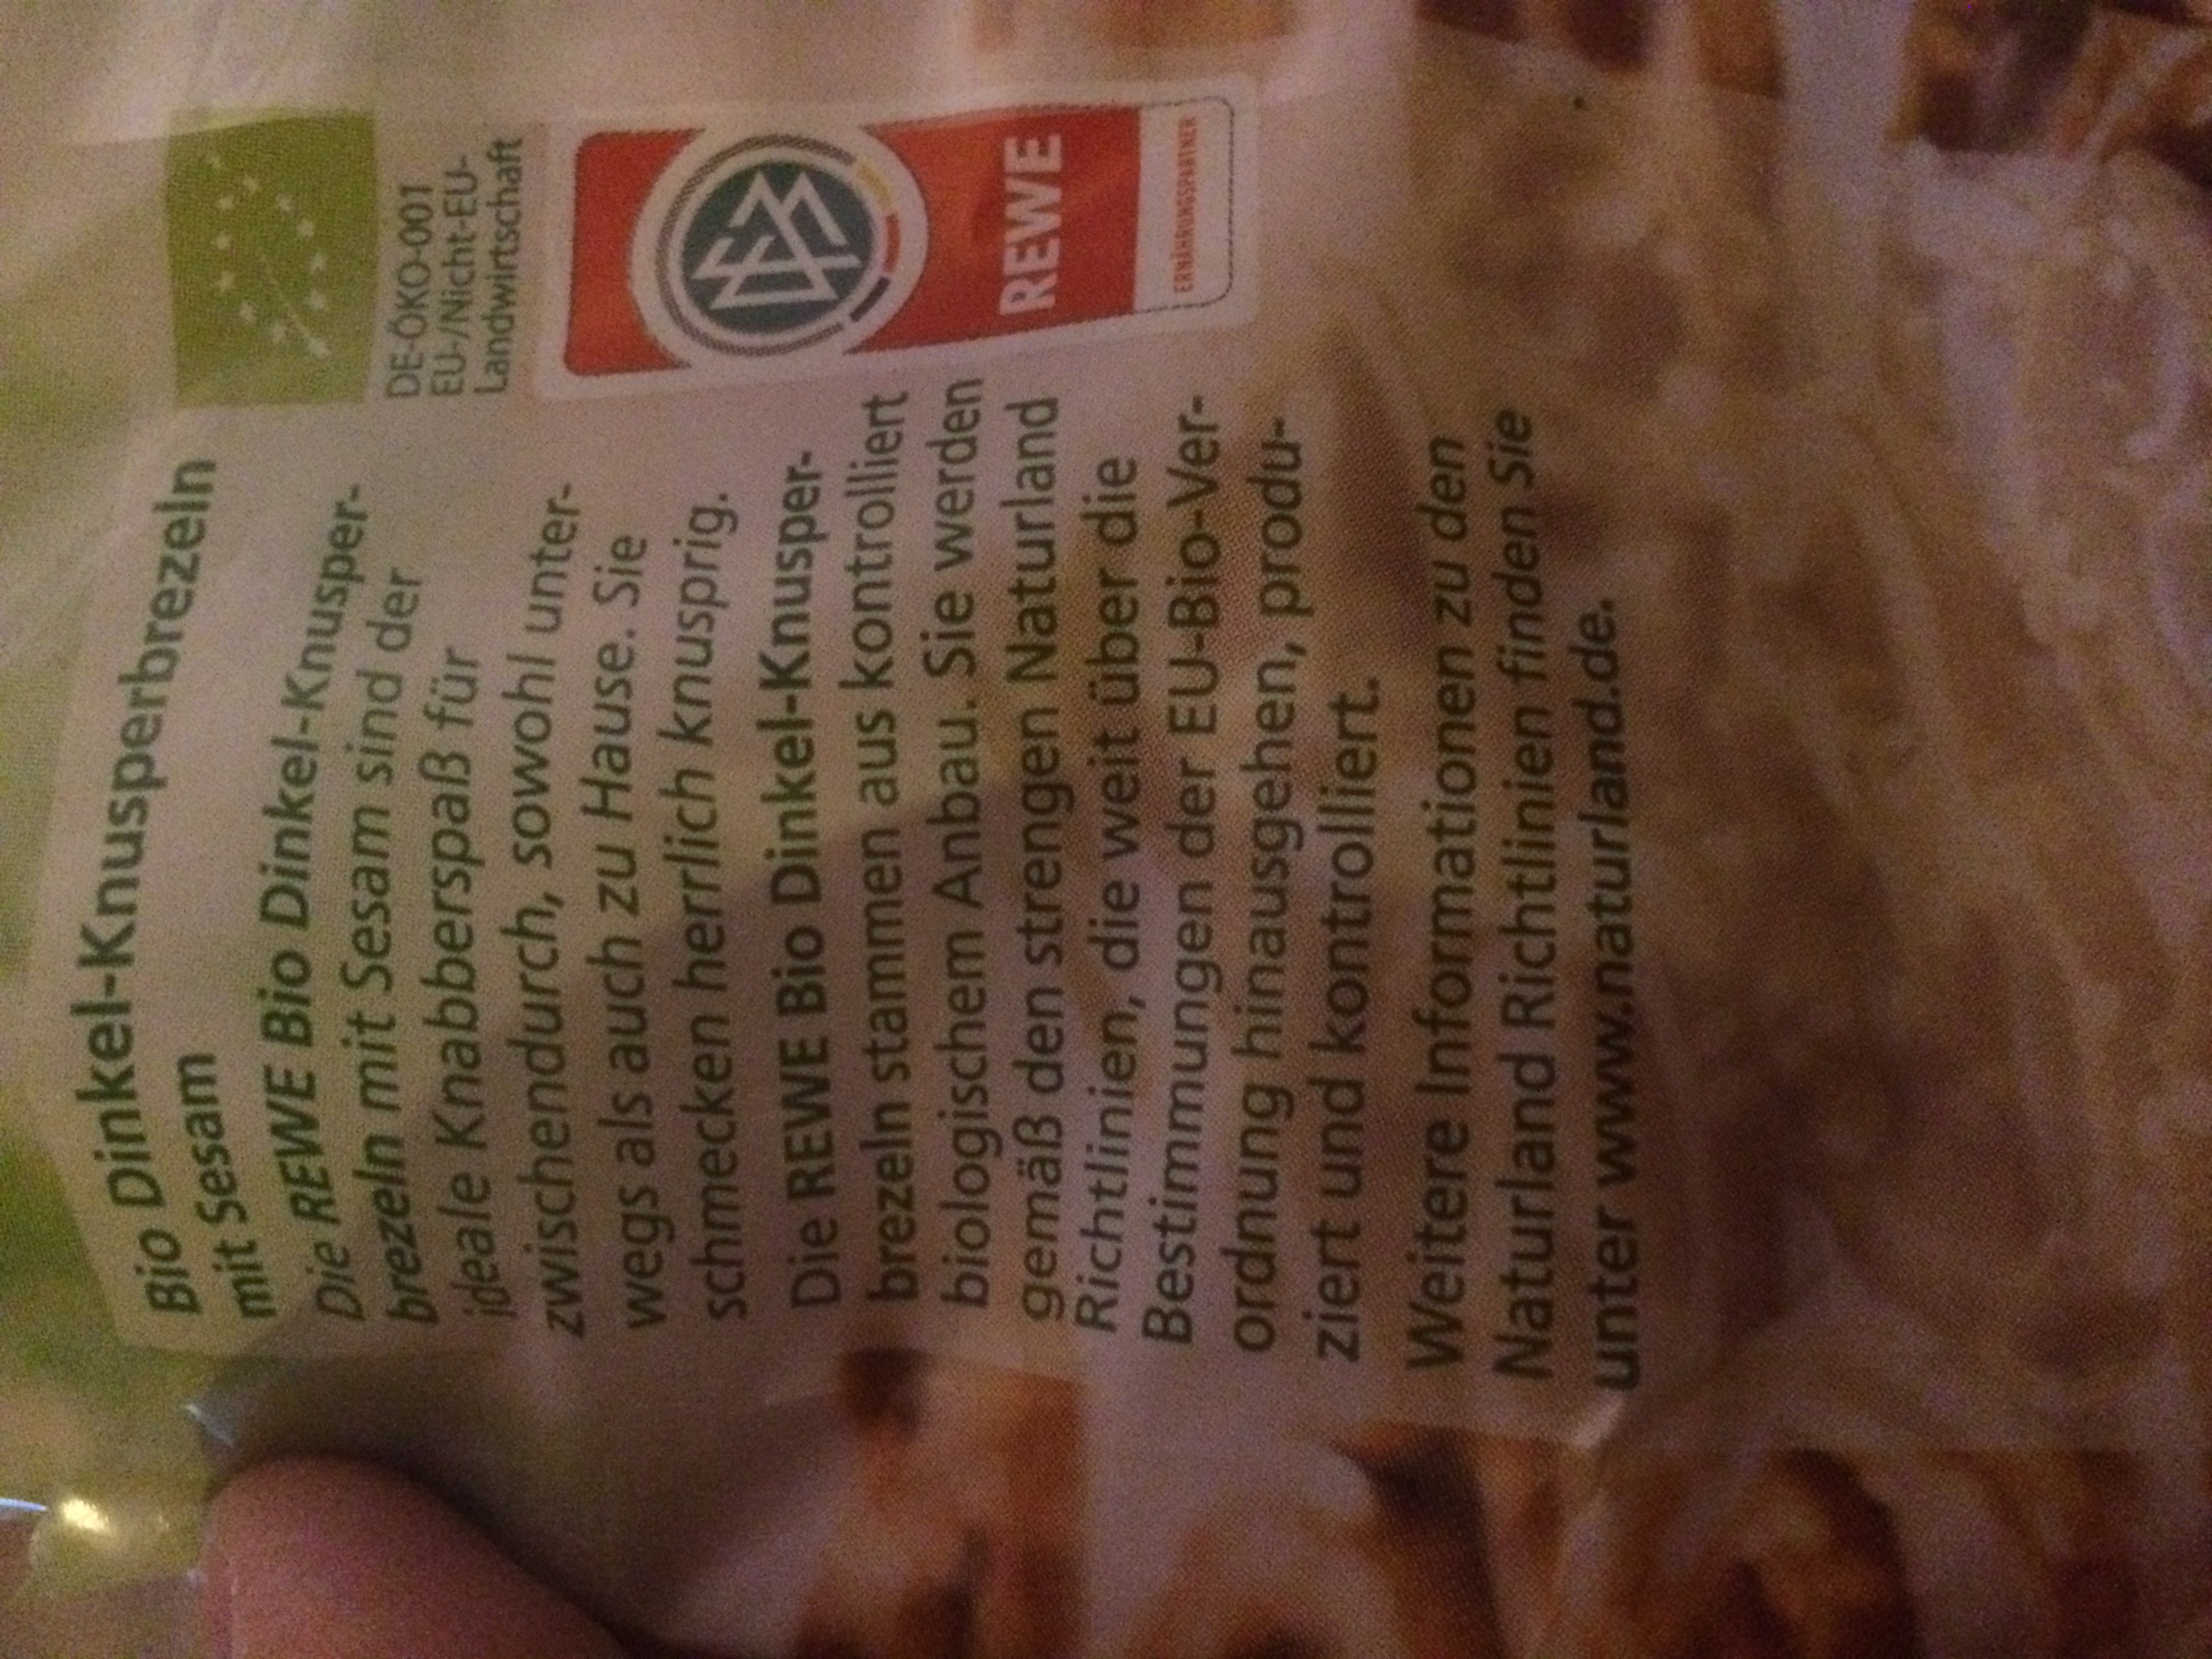 Bio Dinkel-Knusperbrezeln
mit Sesam
Die REWE Bio Dinkel-Knusper-
brezeln mit Sesam sind der
ideale Knabberspaß für
zwischendurch, sowohl unter-
wegs als auch zu Hause. Sie
schmecken herrlich knusprig.
Die REWE Bio Dinkel-Knusper-
brezeln stammen aus kontrolliert
biologischem Anbau. Sie werden
gemäß den strengen Naturland
Richtlinien, die weit über die
Bestimmungen der EU-Bio-Ver-
ordnung hinausgehen, produ-
ziert und kontrolliert.
Weitere Informationen zu den
Naturland Richtlinien finden Sie
unter www.naturland.de.
DE-ÖKO-001
EU-/Nicht-EU-
Landwirtschaft
DFB
REWE
ERNÄHRUNGSPARTNER